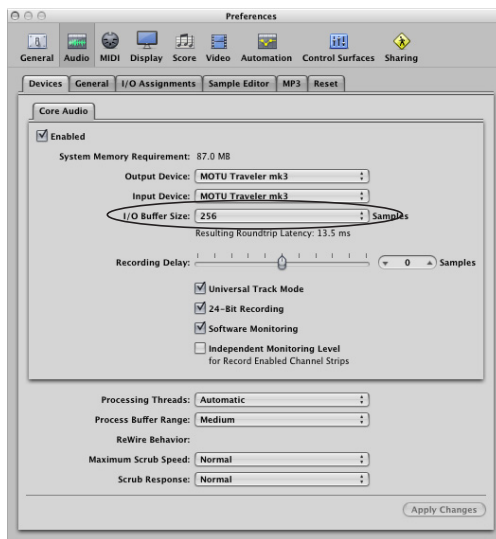 Preferences
General Audio MIDI Display Score Video Automation Control Surfaces Sharing
Devices General I/O Assignments Sample Editor MP3 Reset
Core Audio
Enabled
System Memory Requirement: 87.0 MB
Output Device: MOTU Traveler mk3
Input Device: MOTU Traveler mk3
I/O Buffer Size: 256 Samples
Resulting Roundtrip Latency: 13.5 ms
Recording Delay: 0 Samples
Universal Track Mode
24-Bit Recording
Software Monitoring
Independent Monitoring Level
for Record Enabled Channel Strips
Processing Threads: Automatic
Process Buffer Range: Medium
ReWire Behavior:
Maximum Scrub Speed: Normal
Scrub Response: Normal
Apply Changes